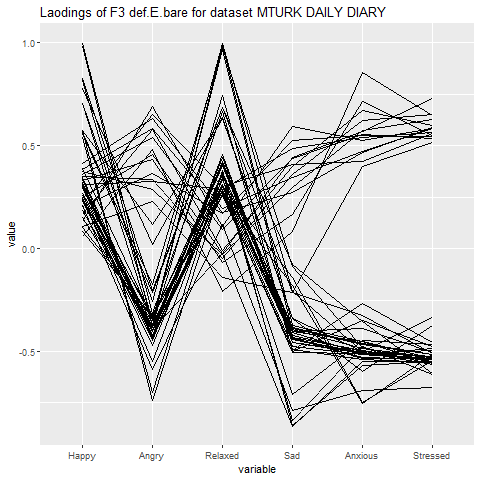 Laodings of F3 def.E.bare for dataset MTURK DAILY DIARY
1.0
0.5
0.0
-0.5
value
Happy Angry Relaxed Sad Anxious Stressed
variable